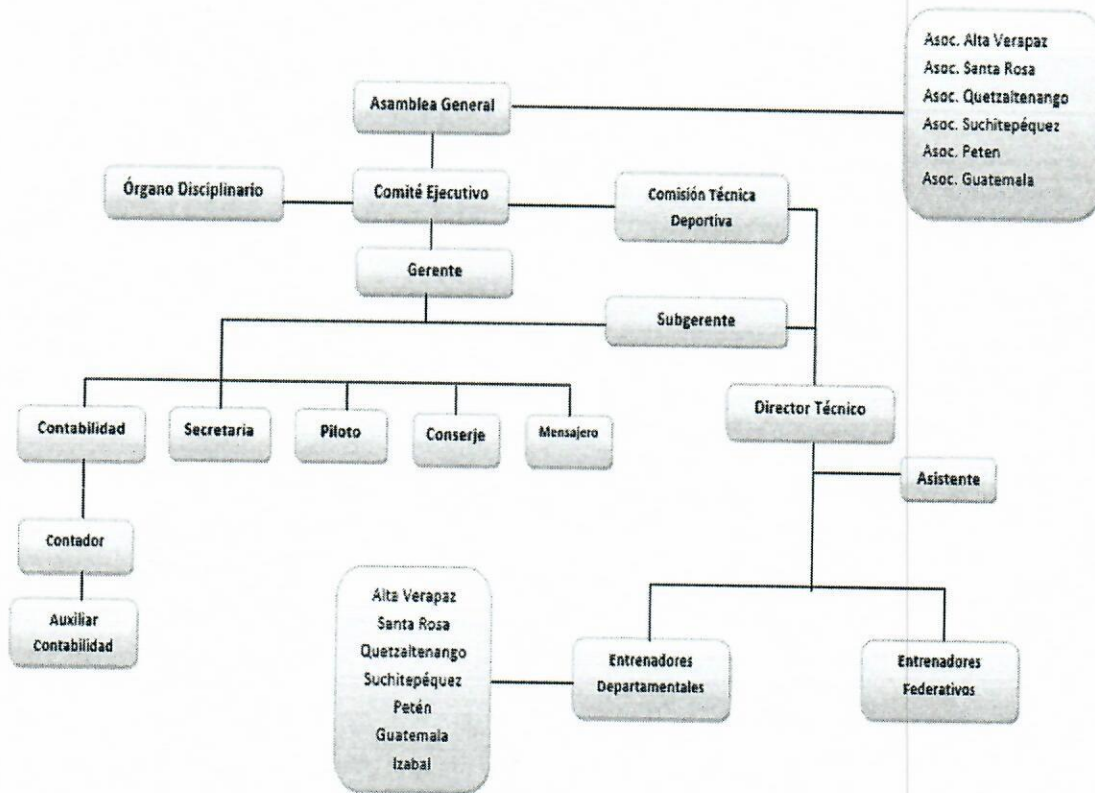 Asoc. Alta Verapaz
Asoc. Santa Rosa
Asoc. Quetzaltenango
Asoc. Suchitepéquez
Asoc. Peten
Asoc. Guatemala
Asamblea General
Órgano Disciplinario
Comité Ejecutivo
Comisión Técnica
Deportiva
Gerente
Subgerente
Director Técnico
Contabilidad
Secretaria
Piloto
Conserje
Mensajero
Asistente
Contador
Auxiliar
Contabilidad
Alta Verapaz
Santa Rosa
Quetzaltenango
Suchitepéquez
Petén
Guatemala
Izabal
Entrenadores
Departamentales
Entrenadores
Federativos